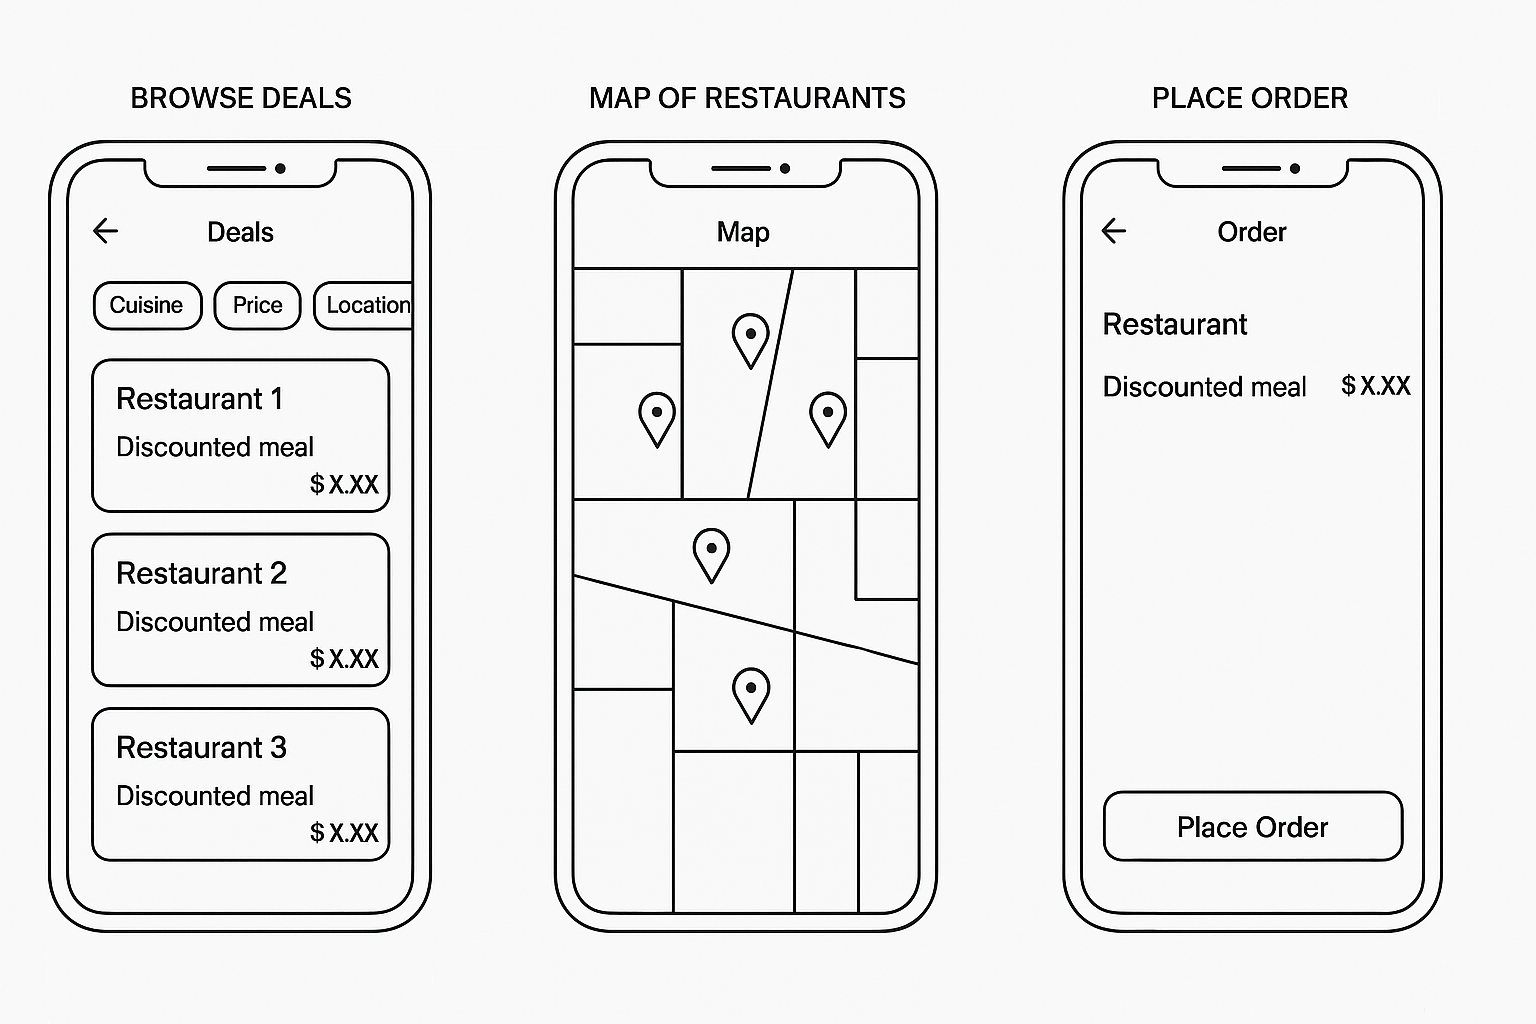 BROWSE DEALS
Deals
Cuisine
Price
Location
Restaurant 1
Discounted meal
$ X.XX
Restaurant 2
Discounted meal
$ X.XX
Restaurant 3
Discounted meal
$ X.XX
MAP OF RESTAURANTS
Map
PLACE ORDER
Order
Restaurant
Discounted meal $ X.XX
Place Order